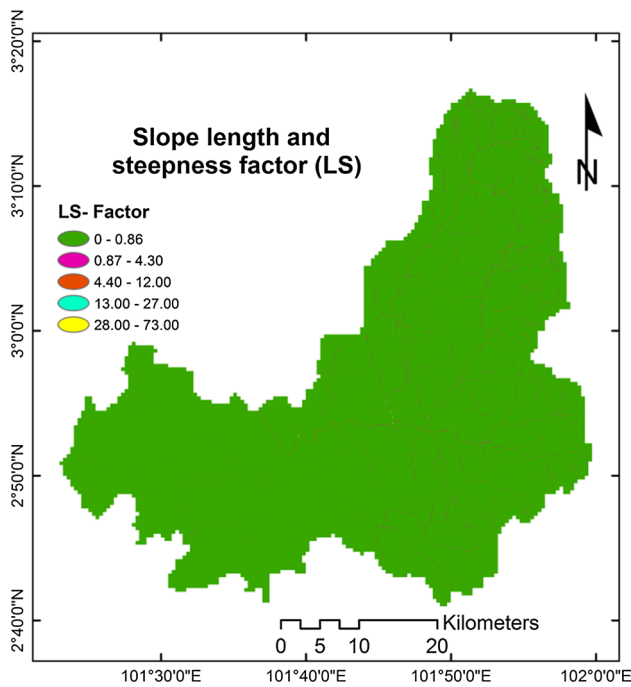 3°20'0"N
3°10'0"N
3°0'0"N
2°50'0"N
2°40'0"N
Slope length and
steepness factor (LS)
N
LS- Factor
0 - 0.86
0.87 - 4.30
4.40 - 12.00
13.00 - 27.00
28.00 - 73.00
Kilometers
0 5 10 20
101°30'0"E 101°40'0"E 101°50'0"E 102°0'0"E